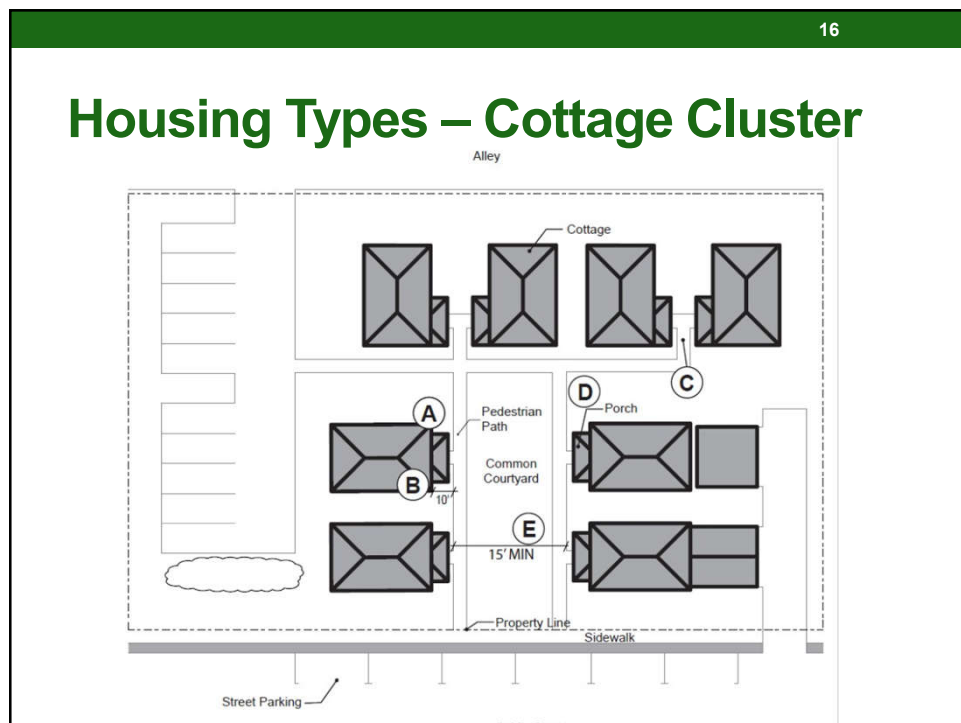 16
Housing Types – Cottage Cluster
Alley
Cottage
C
D
A
Porch
Pedestrian
Path
Common
Courtyard
B
10'
E
15' MIN
Property Line
Sidewalk
Street Parking